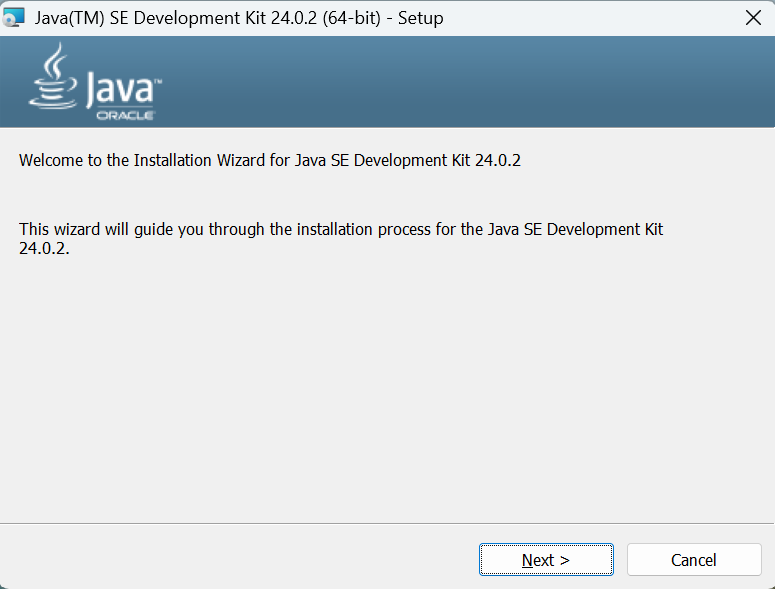 Java(TM) SE Development Kit 24.0.2 (64-bit) - Setup
Java™
ORACLE
Welcome to the Installation Wizard for Java SE Development Kit 24.0.2
This wizard will guide you through the installation process for the Java SE Development Kit
24.0.2.
Next >
Cancel